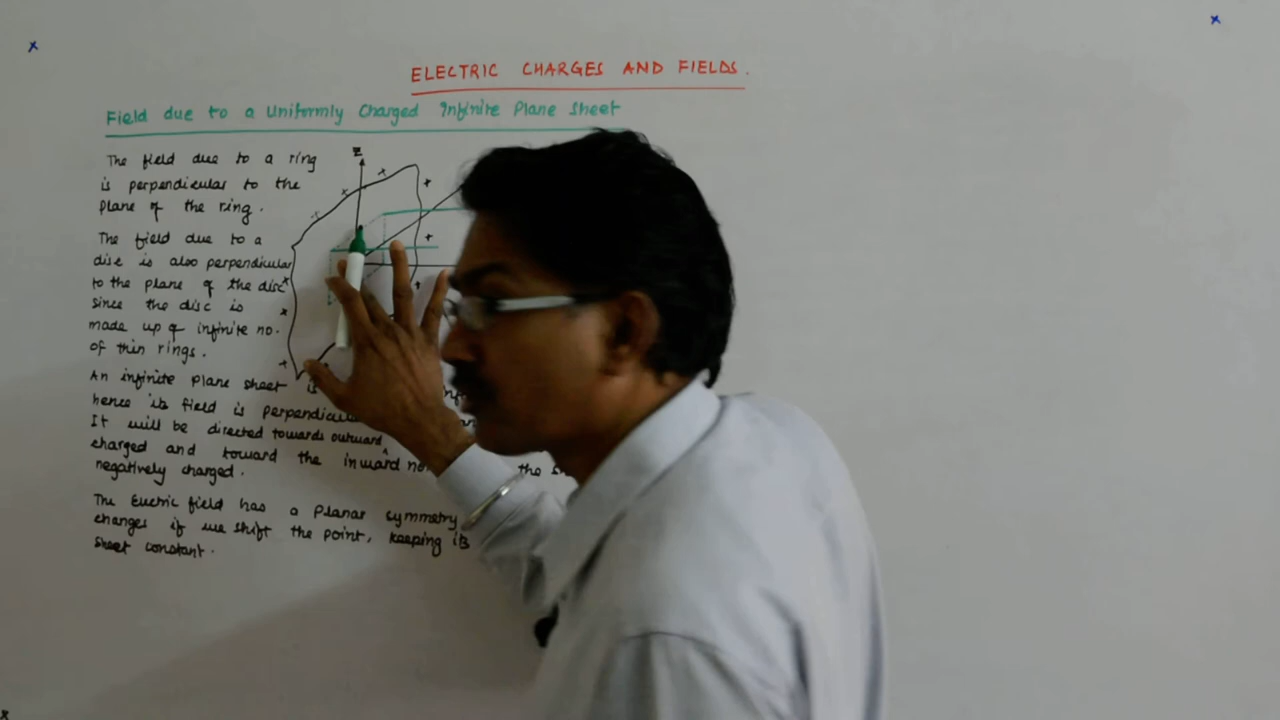 ELECTRIC CHARGES AND FIELDS.
Field due to a Uniformly Charged Infinite Plane Sheet
The field due to a ring
is perpendicular to the
plane of the ring.
The field due to a
disc is also perpendicular
to the plane of the disc
since the disc is
made up of infinite no.
of thin rings.
An infinite plane sheet is
hence its field is
It will be directed towards outward
charged and toward the inward
negatively charged.
the
The Electric field has a planar symmetry
changes if we shift the point, keeping its
sheet constant.
Z